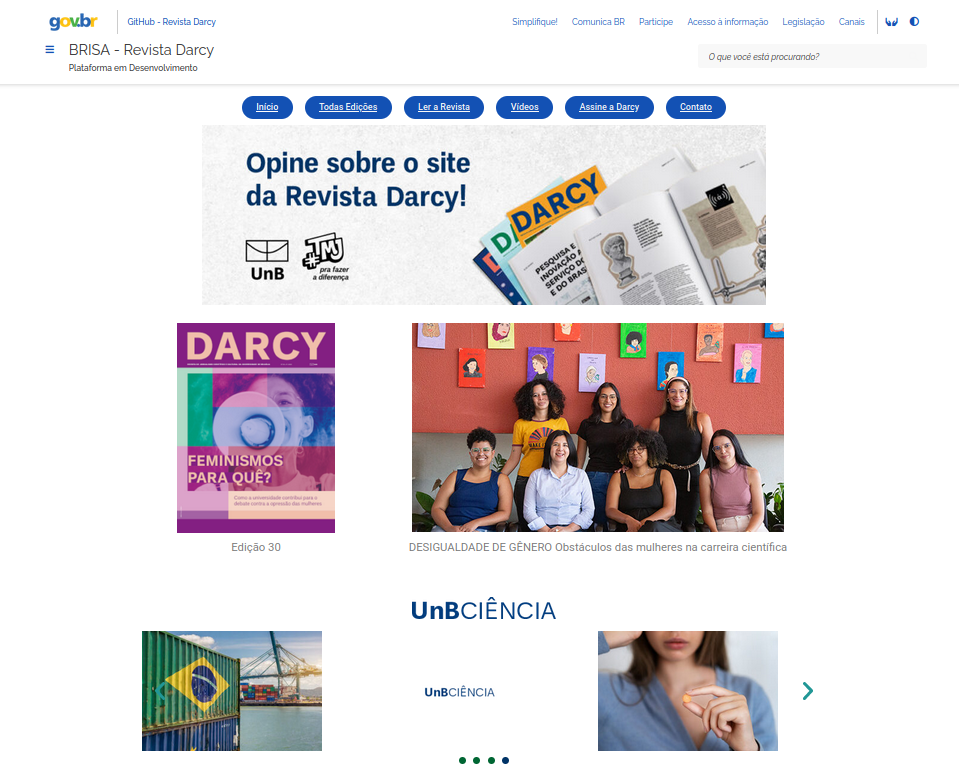 gov.br
GitHub - Revista Darcy
Simplifique! Comunica BR Participe Acesso à informação Legislação Canais
BRISA - Revista Darcy
Plataforma em Desenvolvimento
O que você está procurando?
Início Todas Edições Ler a Revista Vídeos Assine a Darcy Contato
Opine sobre o site
da Revista Darcy!
UnB
#TMJ
pra fazer
a diferença
DARCY
PESQUISA E
INOVAÇÃO A
SERVIÇO DO
E DO BRAS
DARCY
FEMINISMOS
PARA QUÊ?
Como a universidade contribui para o
debate contra a opressão das mulheres
Edição 30
DESIGUALDADE DE GÊNERO Obstáculos das mulheres na carreira científica
UnBCIÊNCIA
UnBCIÊNCIA